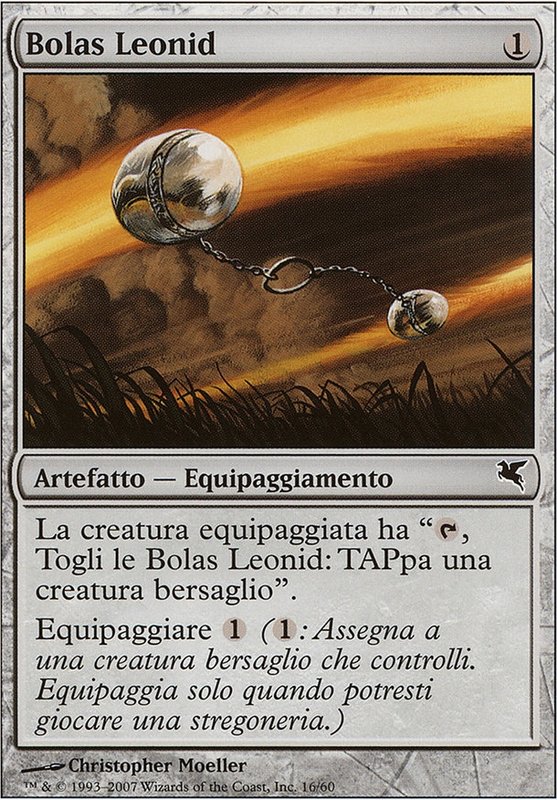 Bolas Leonid 1
Artefatto — Equipaggiamento
La creatura equipaggiata ha “ ,
Togli le Bolas Leonid: TAPpa una
creatura bersaglio”.
Equipaggiare 1 (1: Assegna a
una creatura bersaglio che controlli.
Equipaggia solo quando potresti
giocare una stregoneria.)
Christopher Moeller
™ & © 1993–2007 Wizards of the Coast, Inc. 16/60